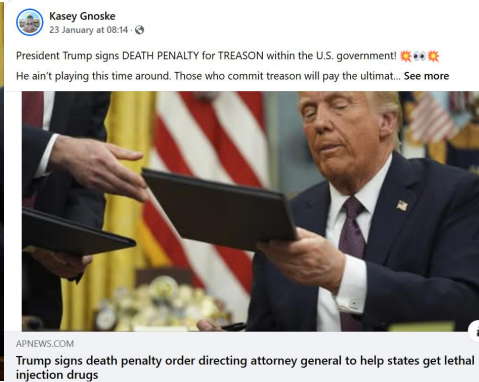 Kasey Gnoske
23 January at 08:14 ·
President Trump signs DEATH PENALTY for TREASON within the U.S. government! 💥👀💥
He ain't playing this time around. Those who commit treason will pay the ultimat... See more
APNEWS.COM
Trump signs death penalty order directing attorney general to help states get lethal
injection drugs